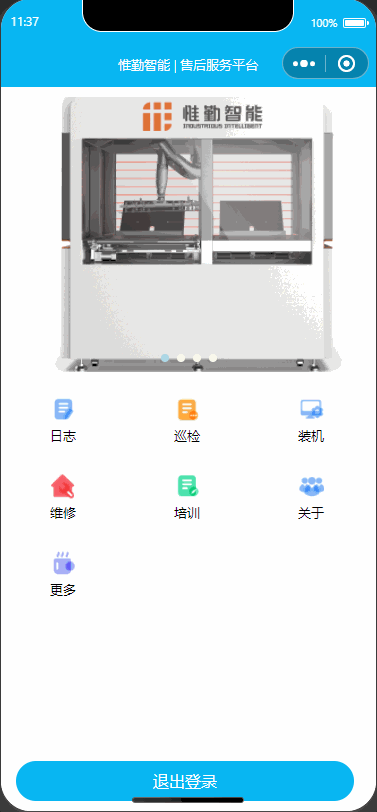 11:37
100%
惟勤智能 | 售后服务平台
惟勤智能
INDUSTRIOUS INTELLIGENT
日志
巡检
装机
维修
培训
关于
更多
退出登录